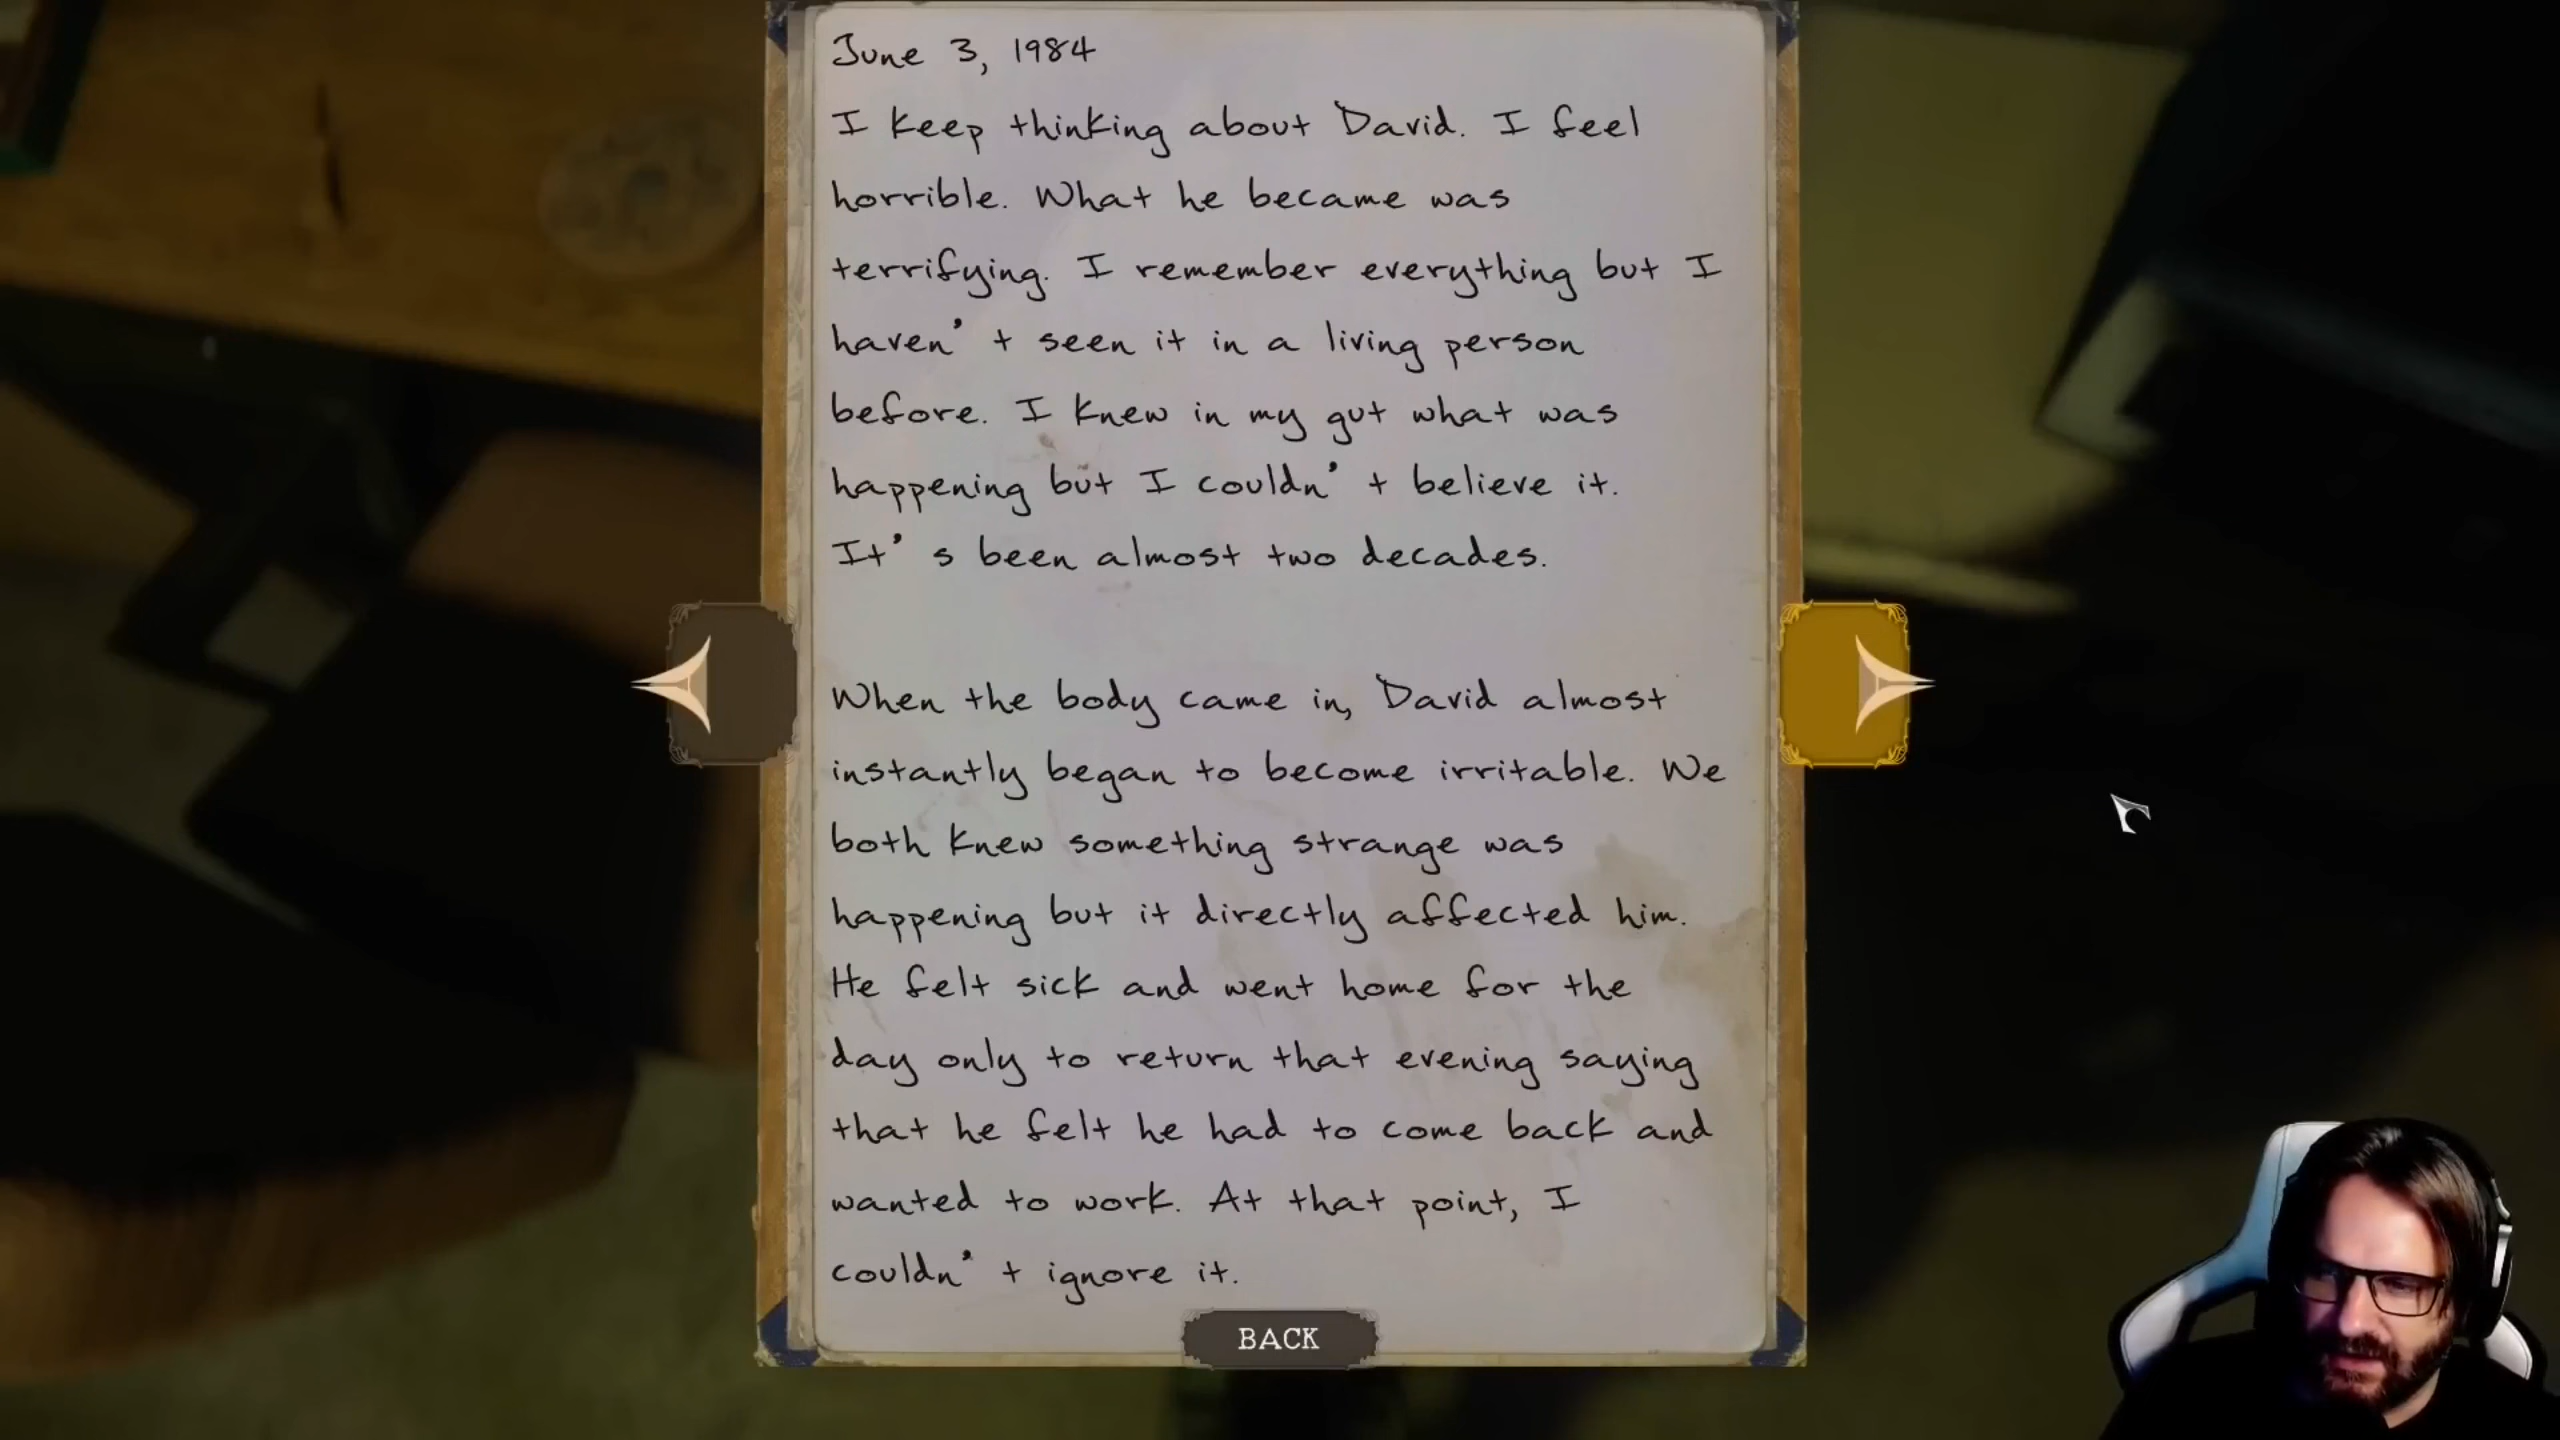 June 3, 1984
I keep thinking about David. I feel
horrible. What he became was
terrifying. I remember everything but I
haven't seen it in a living person
before. I knew in my gut what was
happening but I couldn't believe it.
It's been almost two decades.
When the body came in, David almost
instantly began to become irritable. We
both knew something strange was
happening but it directly affected him.
He felt sick and went home for the
day only to return that evening saying
that he felt he had to come back and
wanted to work. At that point, I
couldn't ignore it.
BACK